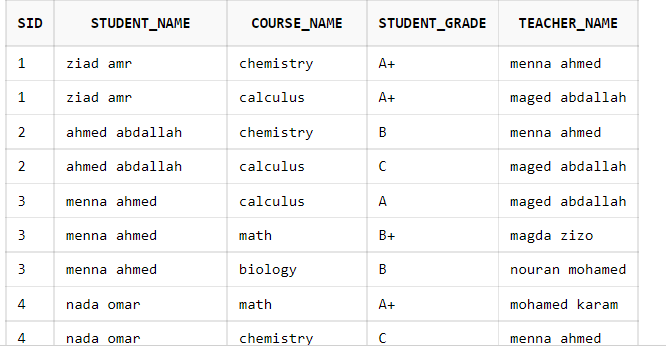 SID STUDENT_NAME COURSE_NAME STUDENT_GRADE TEACHER_NAME
1 ziad amr chemistry A+ menna ahmed
1 ziad amr calculus A+ maged abdallah
2 ahmed abdallah chemistry B menna ahmed
2 ahmed abdallah calculus C maged abdallah
3 menna ahmed calculus A maged abdallah
3 menna ahmed math B+ magda zizo
3 menna ahmed biology B nouran mohamed
4 nada omar math A+ mohamed karam
4 nada omar chemistry C menna ahmed